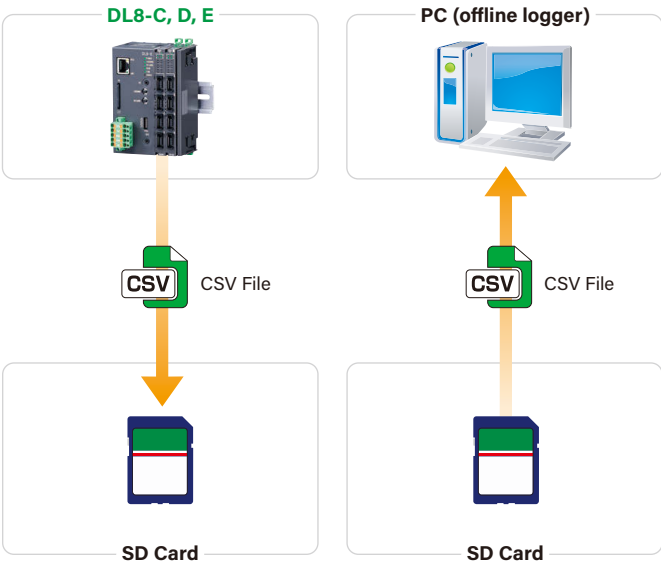 DL8-C, D, E
PC (offline logger)
CSV
CSV File
CSV
CSV File
SD Card
SD Card